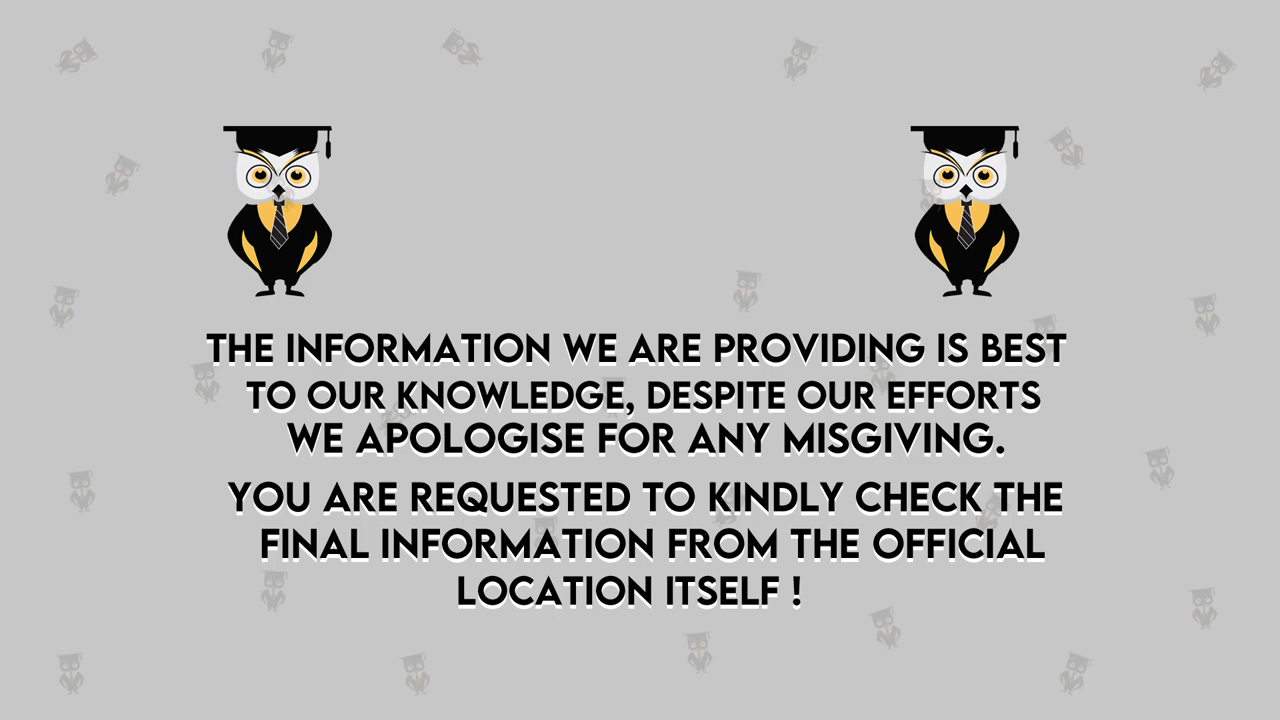 THE INFORMATION WE ARE PROVIDING IS BEST
TO OUR KNOWLEDGE, DESPITE OUR EFFORTS
WE APOLOGISE FOR ANY MISGIVING.
YOU ARE REQUESTED TO KINDLY CHECK THE
FINAL INFORMATION FROM THE OFFICIAL
LOCATION ITSELF !